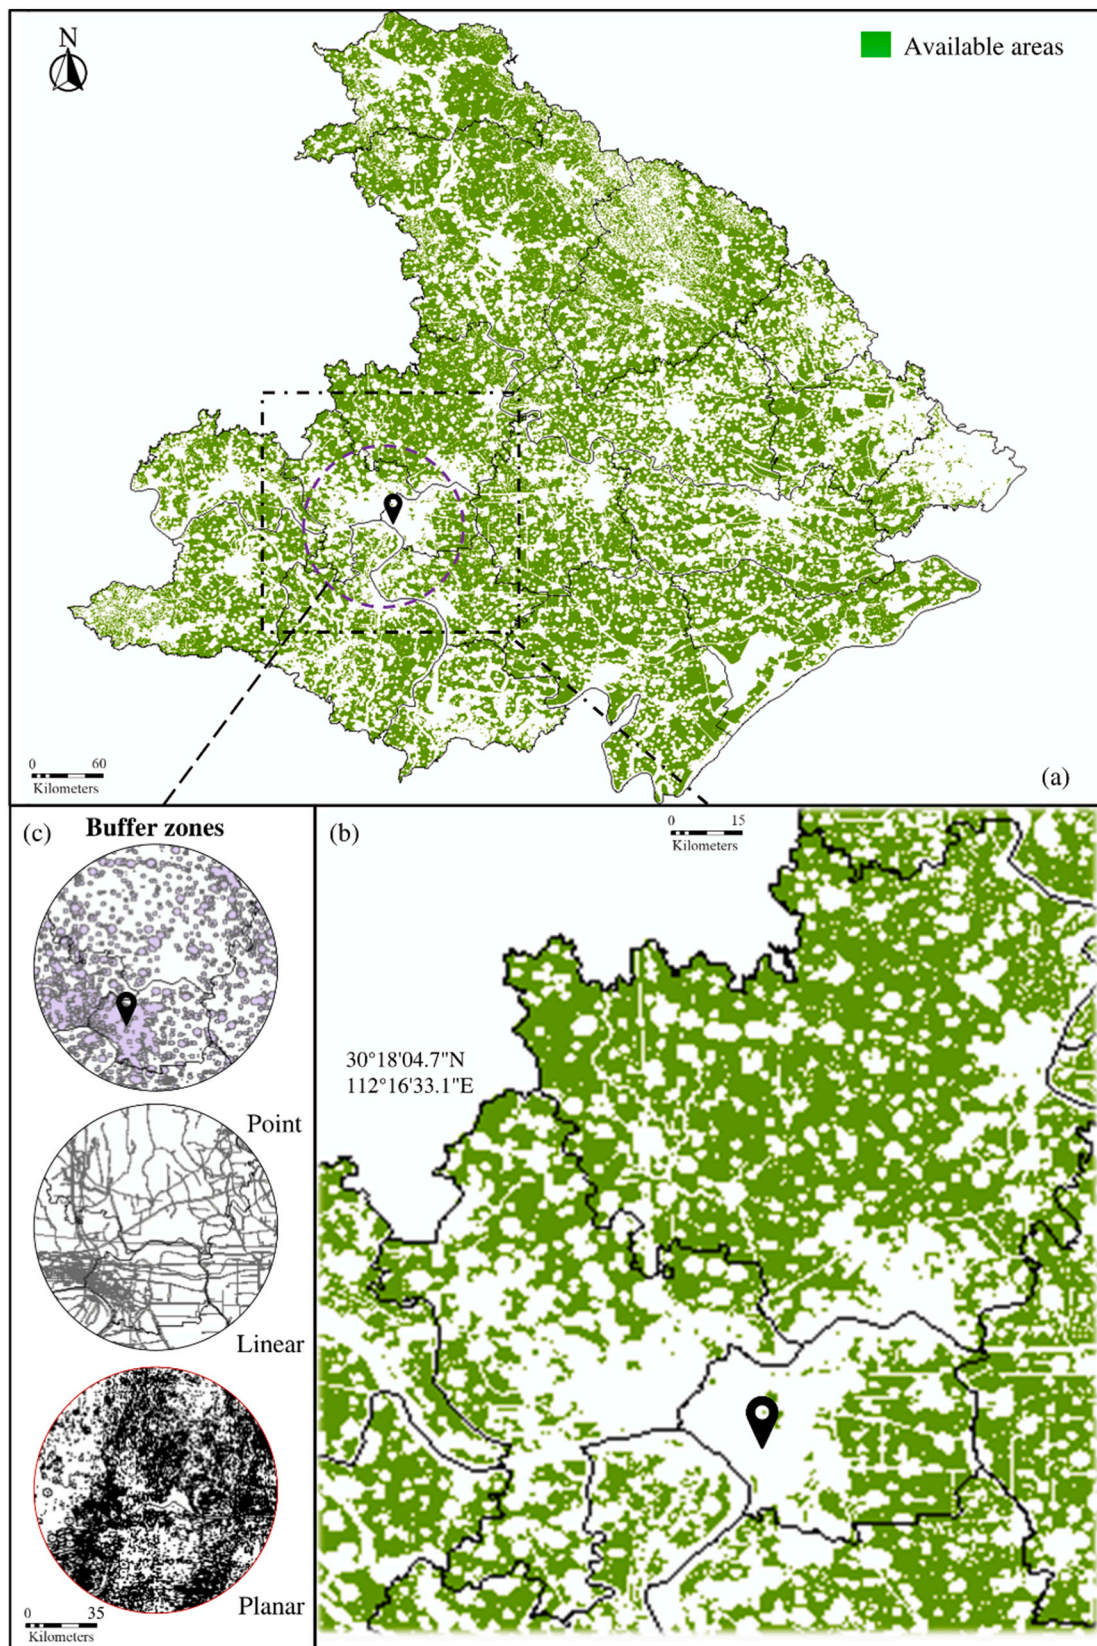 N
Available areas
0 60
Kilometers
(a)
(c)
Buffer zones
Point
Linear
Planar
0 35
Kilometers
(b)
0 15
Kilometers
30°18'04.7"N
112°16'33.1"E